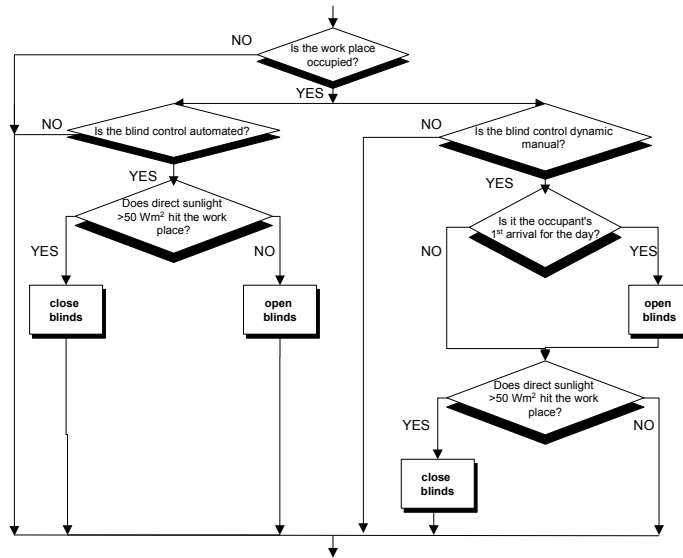 NO
Is the work place
occupied?
YES
NO
Is the blind control automated?
NO
Is the blind control dynamic
manual?
YES
YES
Does direct sunlight
>50 Wm² hit the work
place?
Is it the occupant's
1st arrival for the day?
YES
NO
NO
YES
close
blinds
open
blinds
open
blinds
Does direct sunlight
>50 Wm² hit the work
place?
YES
NO
close
blinds